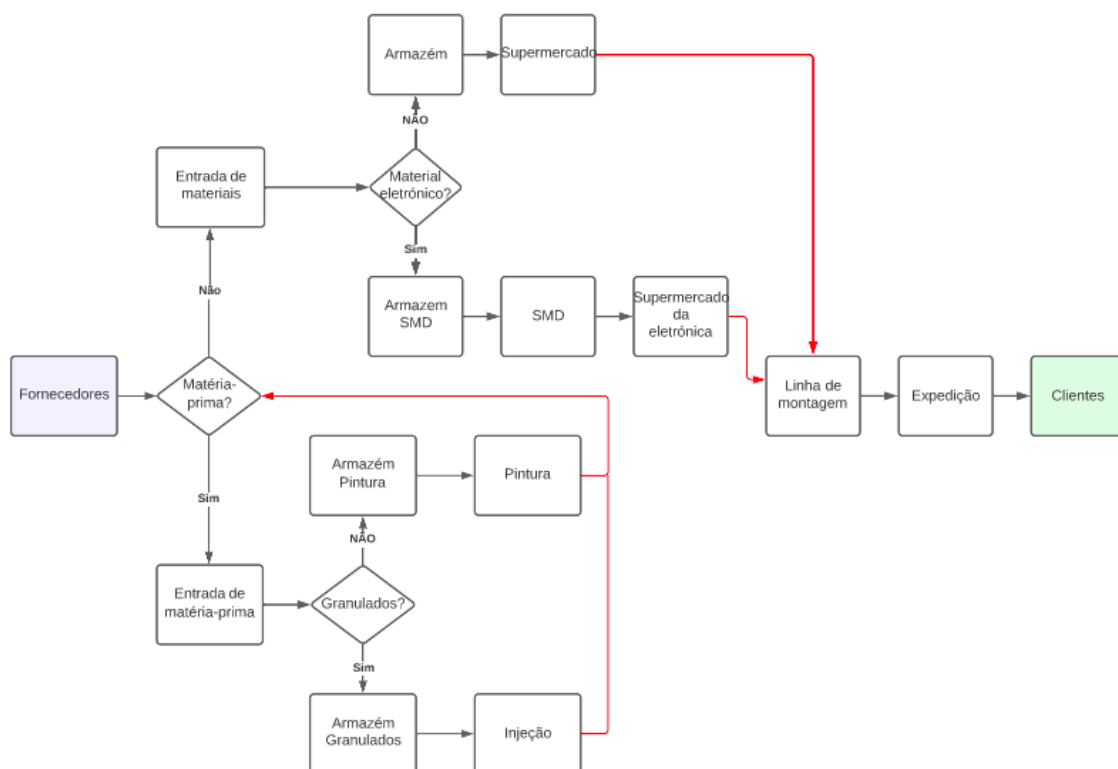 Armazém
Supermercado
NÃO
Entrada de
materiais
Material
eletrónico?
Sim
Armazem
SMD
SMD
Supermercado
da
eletrónica
Não
Fornecedores
Matéria-
prima?
Linha de
montagem
Expedição
Clientes
Sim
Armazém
Pintura
Pintura
NÃO
Entrada de
matéria-prima
Granulados?
Sim
Armazém
Granulados
Injeção